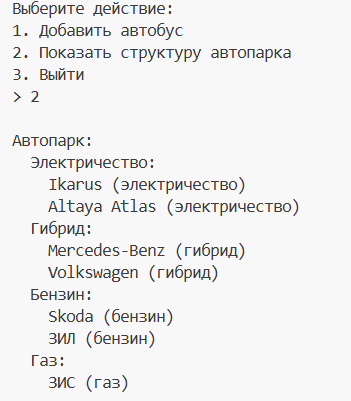 Выберите действие:
1. Добавить автобус
2. Показать структуру автопарка
3. Выйти
> 2

Автопарк:
  Электричество:
    Ikarus (электричество)
    Altaya Atlas (электричество)
  Гибрид:
    Mercedes-Benz (гибрид)
    Volkswagen (гибрид)
  Бензин:
    Skoda (бензин)
    ЗИЛ (бензин)
  Газ:
    ЗИС (газ)